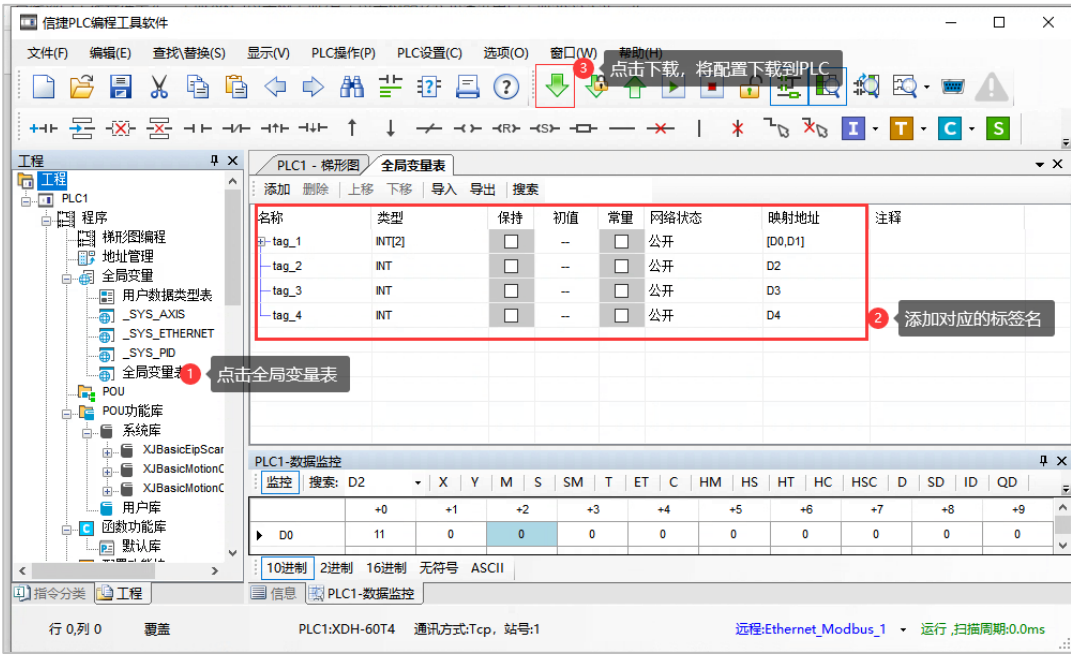 信捷PLC编程工具软件
文件(F) 编辑(E) 查找\替换(S) 显示(V) PLC操作(P) PLC设置(C) 选项(O) 窗口(W) 帮助(H)
3 点击下载，将配置下载到PLC
I T C S
工程
PLC1 - 梯形图 全局变量表
工程
PLC1
程序
梯形图编程
地址管理
全局变量
用户数据类型表
_SYS_AXIS
_SYS_ETHERNET
_SYS_PID
全局变量表
1 点击全局变量表
POU
POU功能库
系统库
XJBasicEipScar
XJBasicMotionC
XJBasicMotionC
用户库
函数功能库
默认库
指令分类 工程
添加 删除 上移 下移 导入 导出 搜索
名称 类型 保持 初值 常量 网络状态 映射地址 注释
tag_1 INT[2] -- 公开 [D0,D1]
tag_2 INT -- 公开 D2
tag_3 INT -- 公开 D3
tag_4 INT -- 公开 D4
2 添加对应的标签名
PLC1-数据监控
监控 搜索: D2 X Y M S SM T ET C HM HS HT HC HSC D SD ID QD
+0 +1 +2 +3 +4 +5 +6 +7 +8 +9
D0 11 0 0 0 0 0 0 0 0 0
10进制 2进制 16进制 无符号 ASCII
信息 PLC1-数据监控
行 0,列 0 覆盖 PLC1:XDH-60T4 通讯方式:Tcp，站号:1 远程:Ethernet_Modbus_1 运行 ,扫描周期:0.0ms